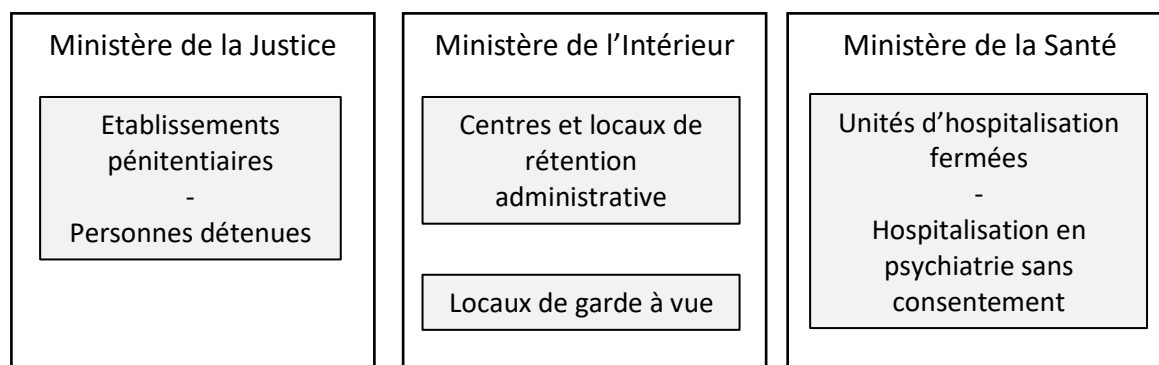 Ministère de la Justice
Etablissements
pénitentiaires
-
Personnes détenues
Ministère de l’Intérieur
Centres et locaux de
rétention
administrative
Locaux de garde à vue
Ministère de la Santé
Unités d’hospitalisation
fermées
-
Hospitalisation en
psychiatrie sans
consentement